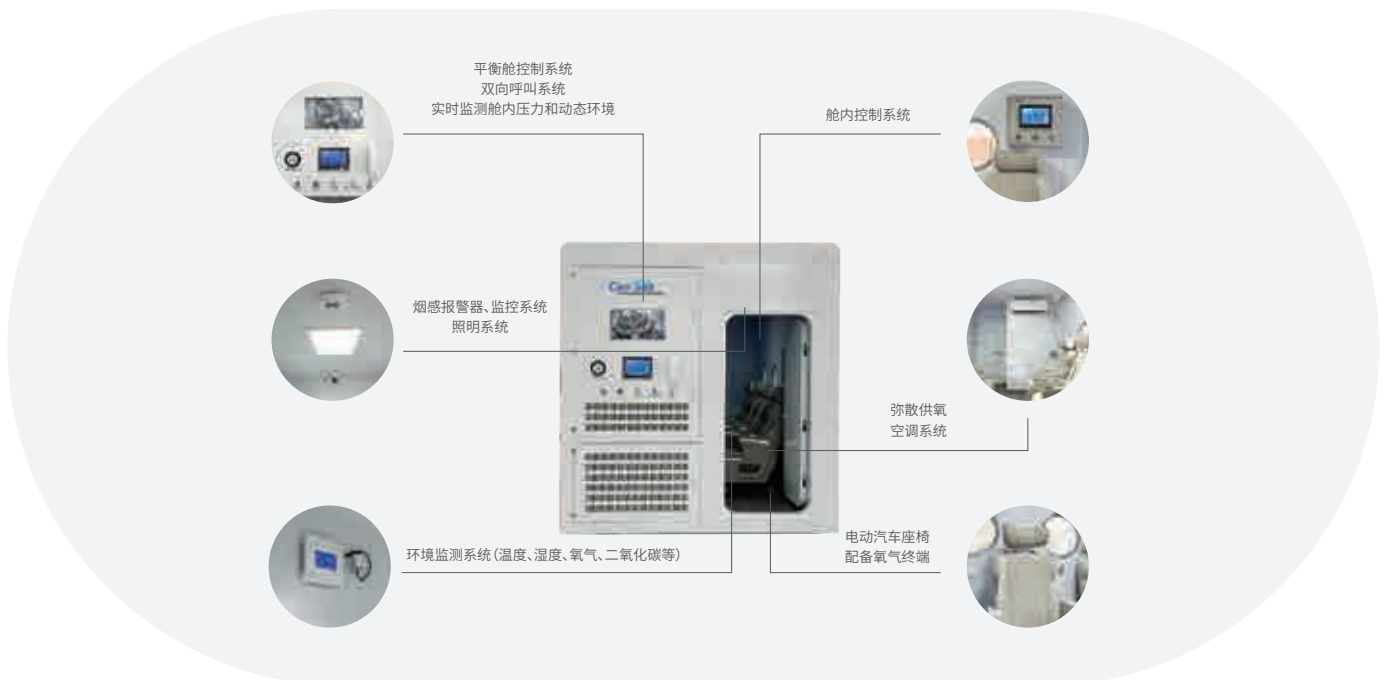 平衡舱控制系统
双向呼叫系统
实时监测舱内压力和动态环境
舱内控制系统
烟感报警器、监控系统
照明系统
弥散供氧
空调系统
环境监测系统(温度、湿度、氧气、二氧化碳等)
电动汽车座椅
配备氧气终端